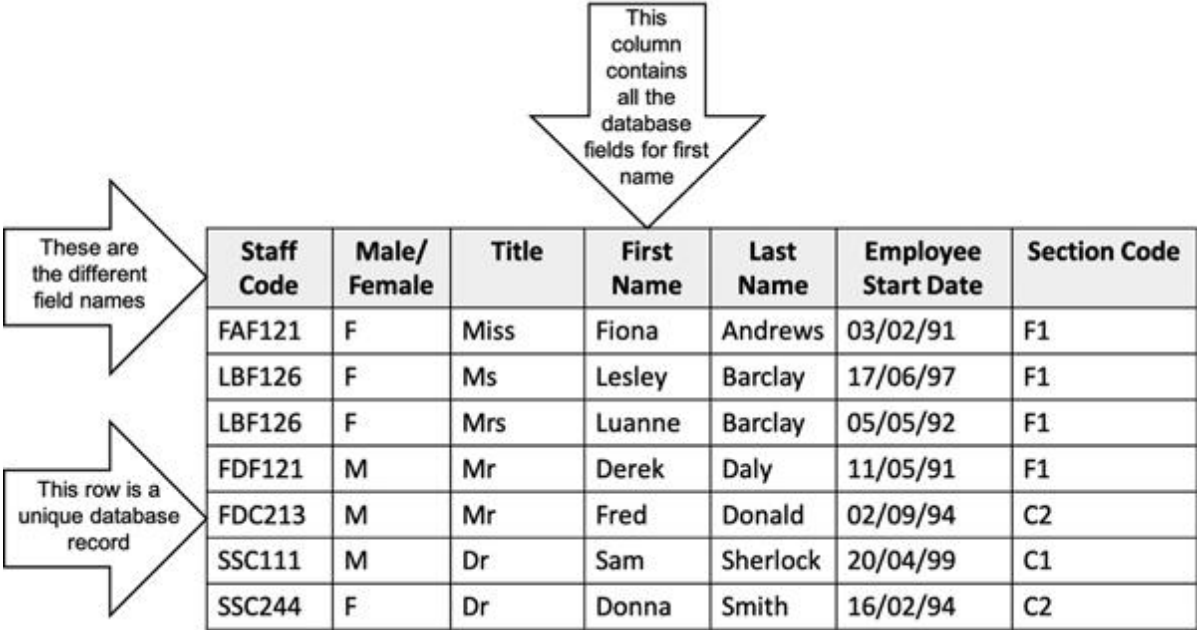 This
column
contains
all the
database
fields for first
name
These are
the different
field names
Staff Code Male/ Female Title First Name Last Name Employee Start Date Section Code
FAF121 F Miss Fiona Andrews 03/02/91 F1
LBF126 F Ms Lesley Barclay 17/06/97 F1
LBF126 F Mrs Luanne Barclay 05/05/92 F1
FDF121 M Mr Derek Daly 11/05/91 F1
This row is a
unique database
record
FDC213 M Mr Fred Donald 02/09/94 C2
SSC111 M Dr Sam Sherlock 20/04/99 C1
SSC244 F Dr Donna Smith 16/02/94 C2